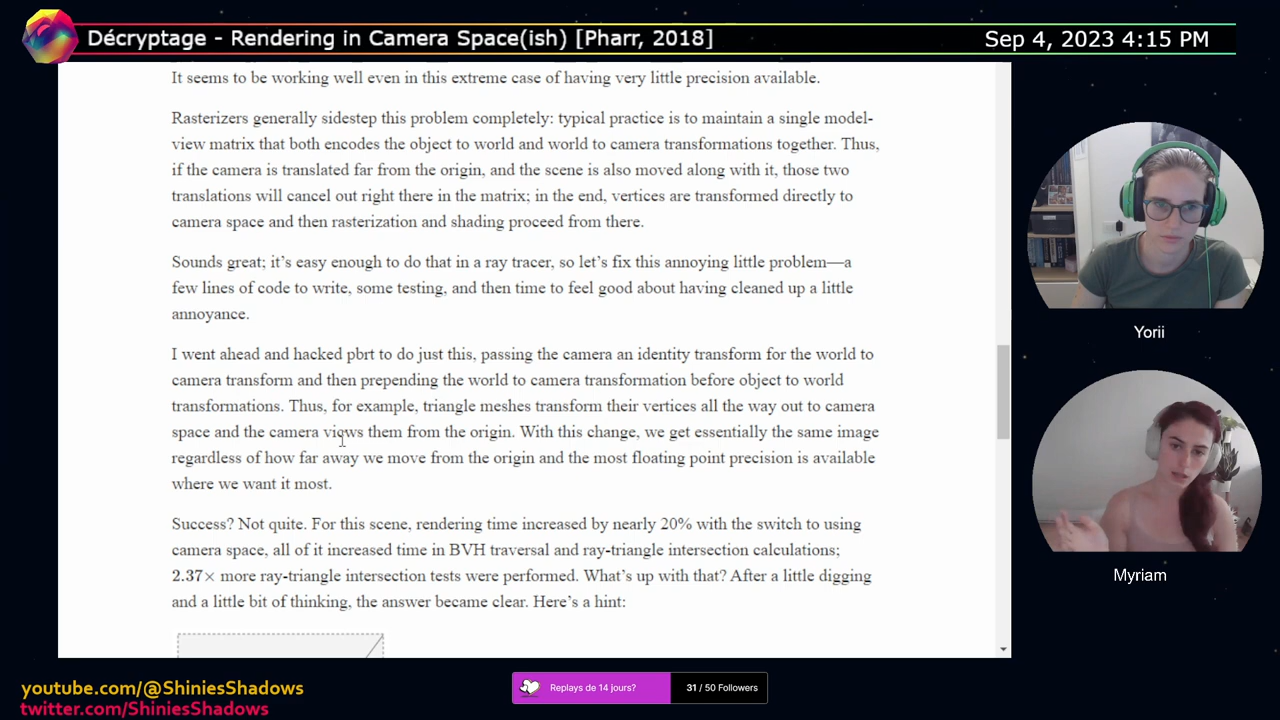 Décryptage - Rendering in Camera Space(ish) [Pharr, 2018]
Sep 4, 2023 4:15 PM
It seems to be working well even in this extreme case of having very little precision available.
Rasterizers generally sidestep this problem completely: typical practice is to maintain a single model-
view matrix that both encodes the object to world and world to camera transformations together. Thus,
if the camera is translated far from the origin, and the scene is also moved along with it, those two
translations will cancel out right there in the matrix; in the end, vertices are transformed directly to
camera space and then rasterization and shading proceed from there.
Sounds great; it's easy enough to do that in a ray tracer, so let's fix this annoying little problem—a
few lines of code to write, some testing, and then time to feel good about having cleaned up a little
annoyance.
I went ahead and hacked pbrt to do just this, passing the camera an identity transform for the world to
camera transform and then prepending the world to camera transformation before object to world
transformations. Thus, for example, triangle meshes transform their vertices all the way out to camera
space and the camera views them from the origin. With this change, we get essentially the same image
regardless of how far away we move from the origin and the most floating point precision is available
where we want it most.
Success? Not quite. For this scene, rendering time increased by nearly 20% with the switch to using
camera space, all of it increased time in BVH traversal and ray-triangle intersection calculations;
2.37× more ray-triangle intersection tests were performed. What's up with that? After a little digging
and a little bit of thinking, the answer became clear. Here's a hint:
Yorii
Myriam
youtube.com/@ShiniesShadows
twitter.com/ShiniesShadows
Replays de 14 jours?
31 / 50 Followers